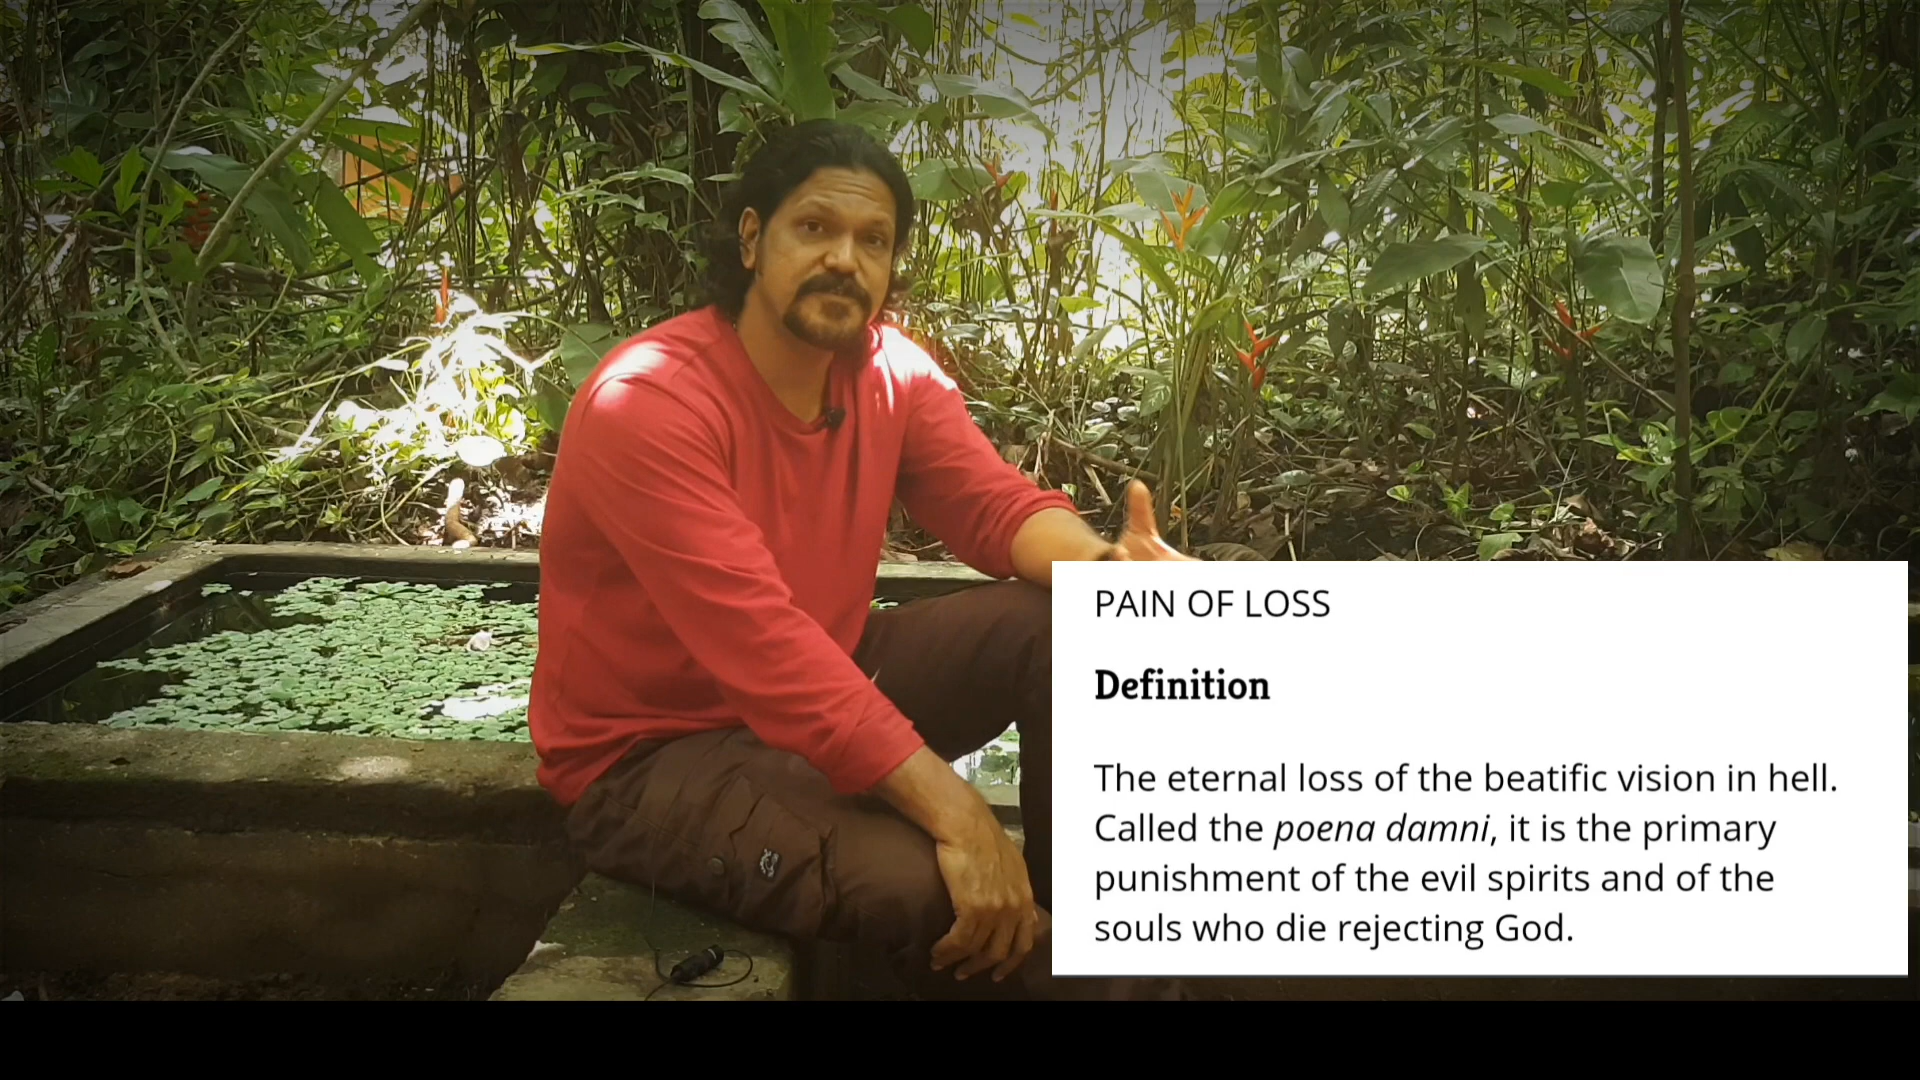 PAIN OF LOSS
Definition
The eternal loss of the beatific vision in hell.
Called the poena damni, it is the primary
punishment of the evil spirits and of the
souls who die rejecting God.